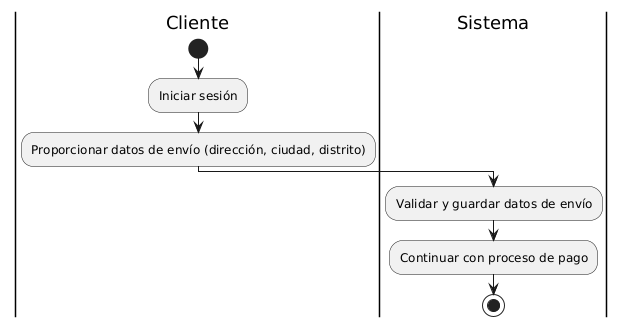 Cliente
Sistema
Iniciar sesión
Proporcionar datos de envío (dirección, ciudad, distrito)
Validar y guardar datos de envío
Continuar con proceso de pago